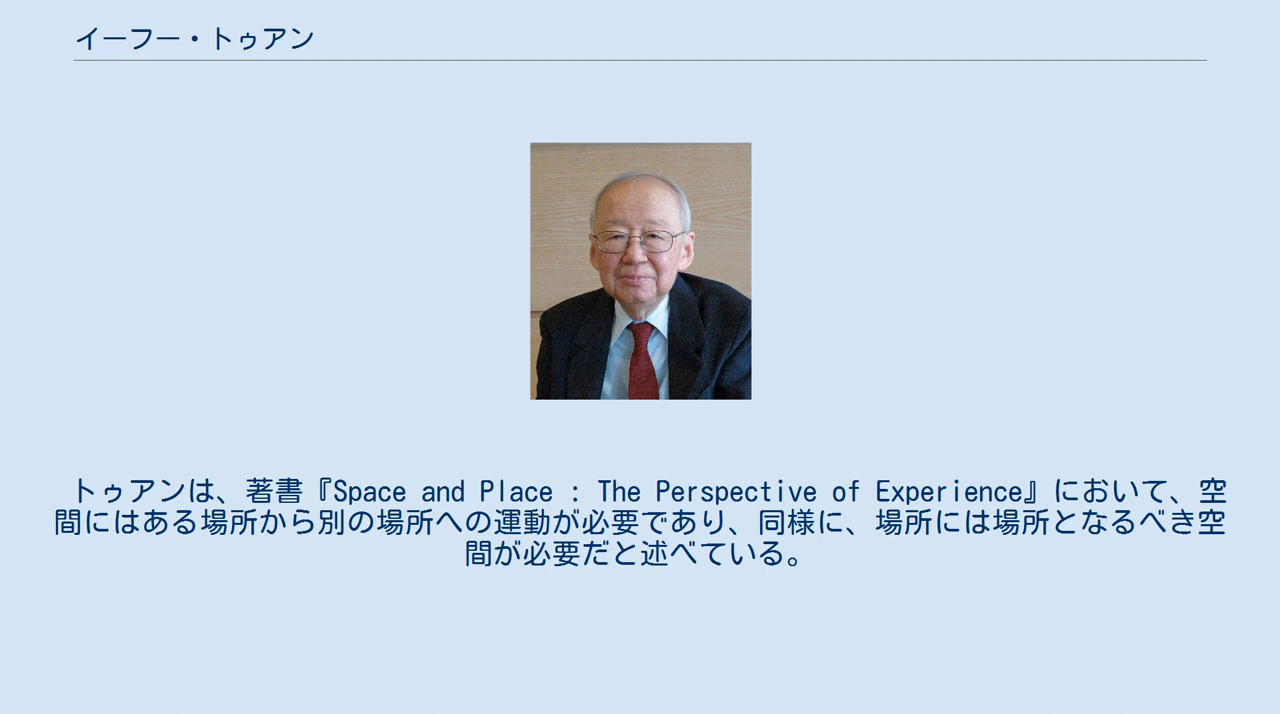 イーフー・トゥアン
トゥアンは、著書『Space and Place : The Perspective of Experience』において、空
間にはある場所から別の場所への運動が必要であり、同様に、場所には場所となるべき空
間が必要だと述べている。